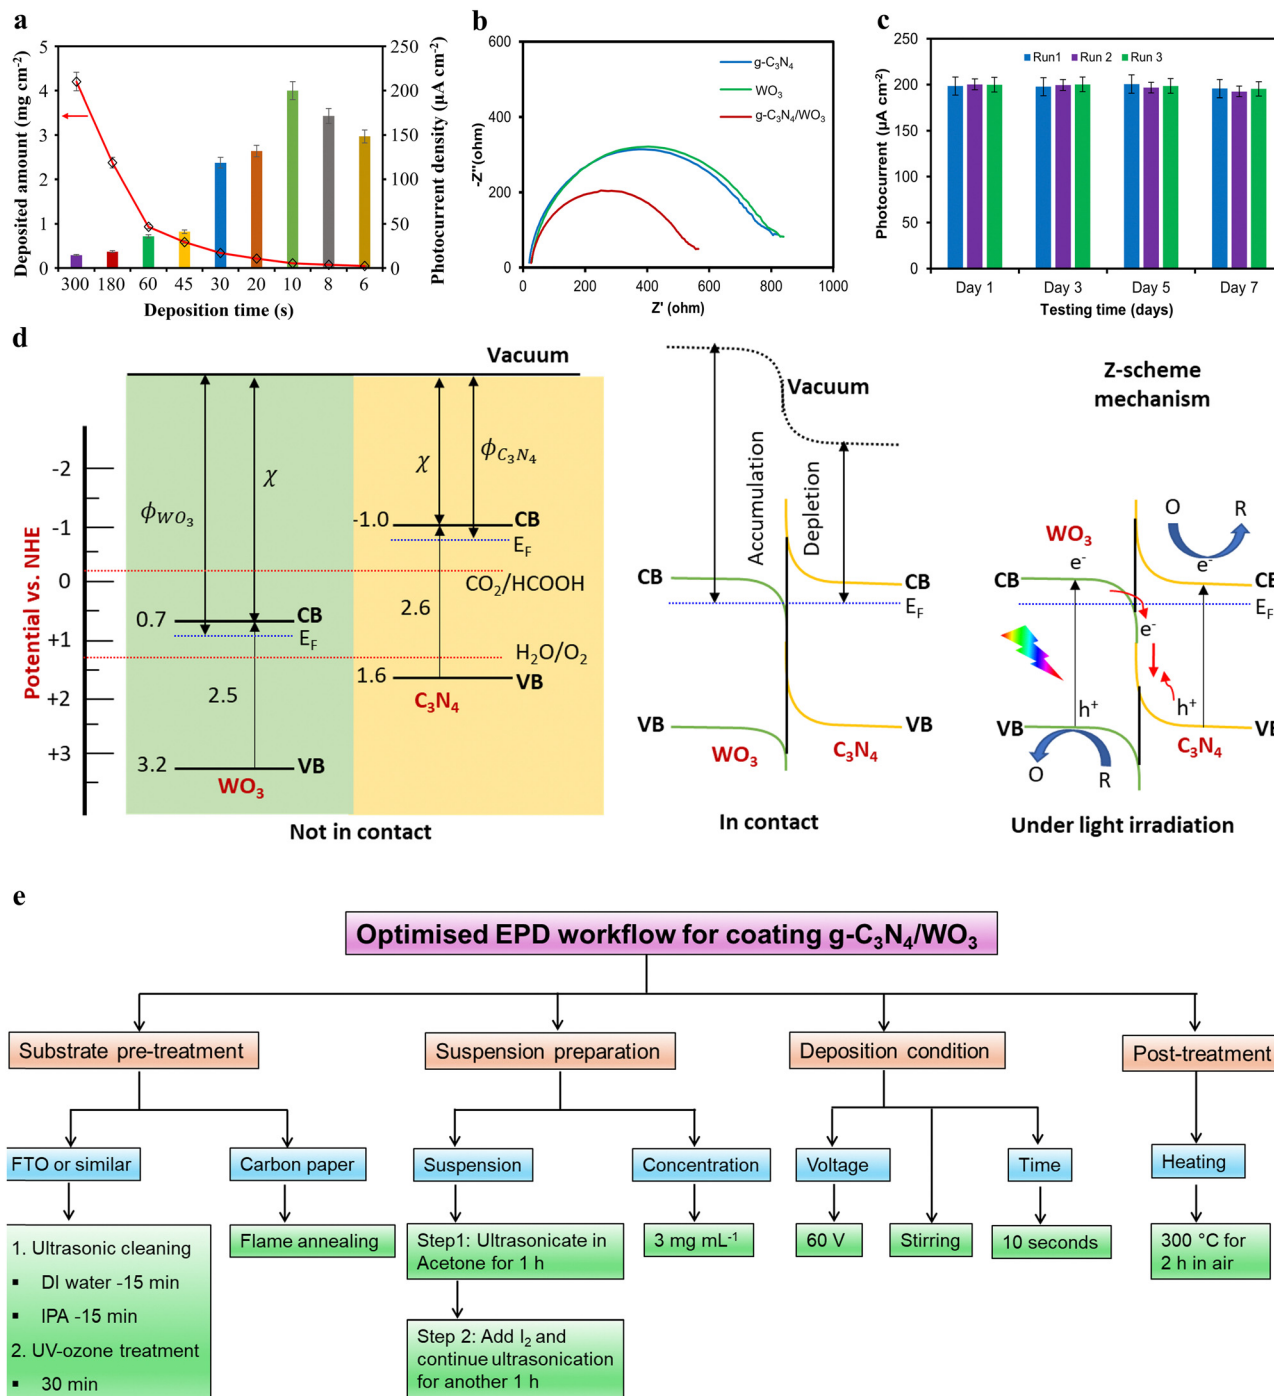 a
Deposited amount (mg cm⁻²)
5
4
3
2
1
0
250
200
150
100
50
0
Photocurrent density (µA cm⁻²)
300 180 60 45 30 20 10 8 6
Deposition time (s)
b
-Z''(ohm)
600
400
200
0
g-C₃N₄
WO₃
g-C₃N₄/WO₃
0 200 400 600 800 1000
Z' (ohm)
c
Photocurrent (µA cm⁻²)
250
200
150
100
50
0
Run1 Run 2 Run 3
Day 1 Day 3 Day 5 Day 7
Testing time (days)
d
Potential vs. NHE
-2
-1
0
+1
+2
+3
Vacuum
ϕWO₃
χ
χ
ϕC₃N₄
-1.0 CB
E_F
CO₂/HCOOH
2.6
0.7 CB
E_F
H₂O/O₂
1.6 VB
C₃N₄
2.5
3.2 VB
WO₃
Not in contact
Vacuum
Accumulation
Depletion
CB CB
E_F
VB VB
WO₃ C₃N₄
In contact
Z-scheme
mechanism
O R
WO₃
e⁻ e⁻
CB CB
E_F
e⁻
h⁺ h⁺
VB VB
C₃N₄
O R
Under light irradiation
e
Optimised EPD workflow for coating g-C₃N₄/WO₃
Substrate pre-treatment
Suspension preparation
Deposition condition
Post-treatment
FTO or similar
Carbon paper
Suspension
Concentration
Voltage
Time
Heating
1. Ultrasonic cleaning
▪ DI water -15 min
▪ IPA -15 min
2. UV-ozone treatment
▪ 30 min
Flame annealing
Step1: Ultrasonicate in
Acetone for 1 h
Step 2: Add I₂ and
continue ultrasonication
for another 1 h
3 mg mL⁻¹
60 V
Stirring
10 seconds
300 °C for
2 h in air